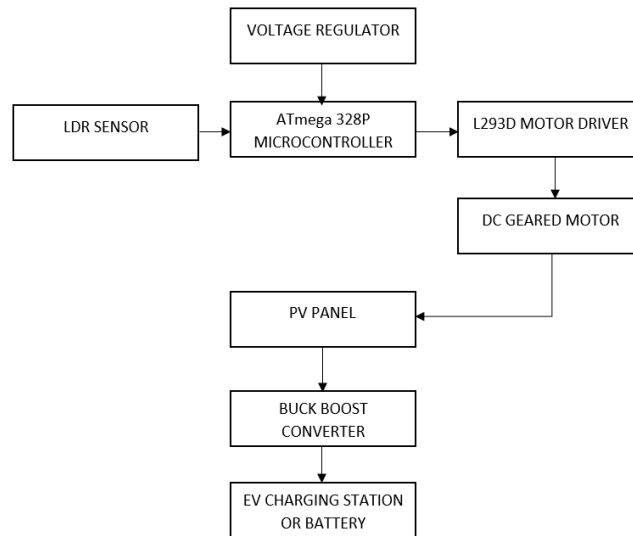 VOLTAGE REGULATOR
LDR SENSOR
ATmega 328P
MICROCONTROLLER
L293D MOTOR DRIVER
DC GEARED MOTOR
PV PANEL
BUCK BOOST
CONVERTER
EV CHARGING STATION
OR BATTERY